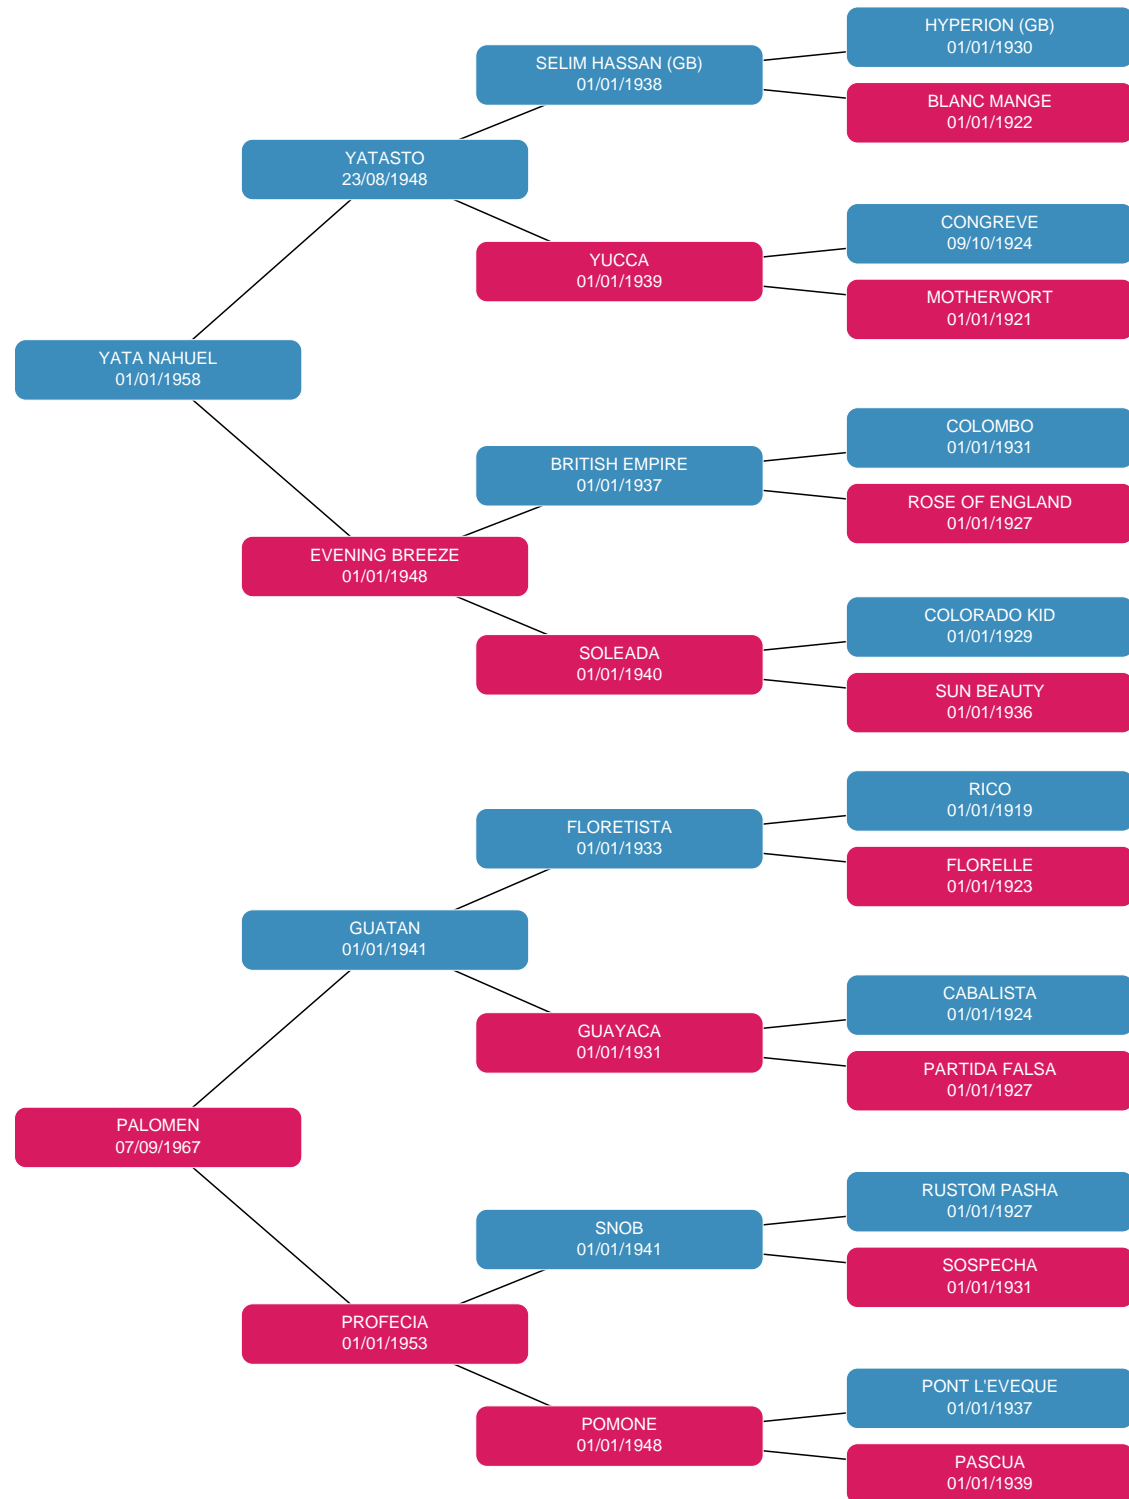 HYPERION (GB)
01/01/1930
SELIM HASSAN (GB)
01/01/1938
BLANC MANGE
01/01/1922
YATASTO
23/08/1948
CONGREVE
09/10/1924
YUCCA
01/01/1939
MOTHERWORT
01/01/1921
YATA NAHUEL
01/01/1958
COLOMBO
01/01/1931
BRITISH EMPIRE
01/01/1937
ROSE OF ENGLAND
01/01/1927
EVENING BREEZE
01/01/1948
COLORADO KID
01/01/1929
SOLEADA
01/01/1940
SUN BEAUTY
01/01/1936
RICO
01/01/1919
FLORETISTA
01/01/1933
FLORELLE
01/01/1923
GUATAN
01/01/1941
CABALISTA
01/01/1924
GUAYACA
01/01/1931
PARTIDA FALSA
01/01/1927
PALOMEN
07/09/1967
RUSTOM PASHA
01/01/1927
SNOB
01/01/1941
SOSPECHA
01/01/1931
PROFECIA
01/01/1953
PONT L'EVEQUE
01/01/1937
POMONE
01/01/1948
PASCUA
01/01/1939